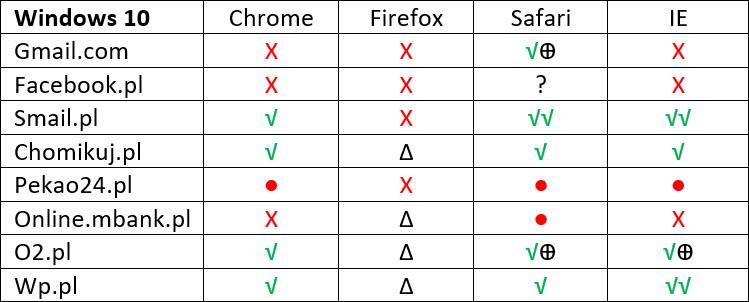 Windows 10 Chrome Firefox Safari IE
Gmail.com X X √⊕ X
Facebook.pl X X ? X
Smail.pl √ X √√ √√
Chomikuj.pl √ Δ √ √
Pekao24.pl ● X ● ●
Online.mbank.pl X Δ ● X
O2.pl √ Δ √⊕ √⊕
Wp.pl √ Δ √ √√